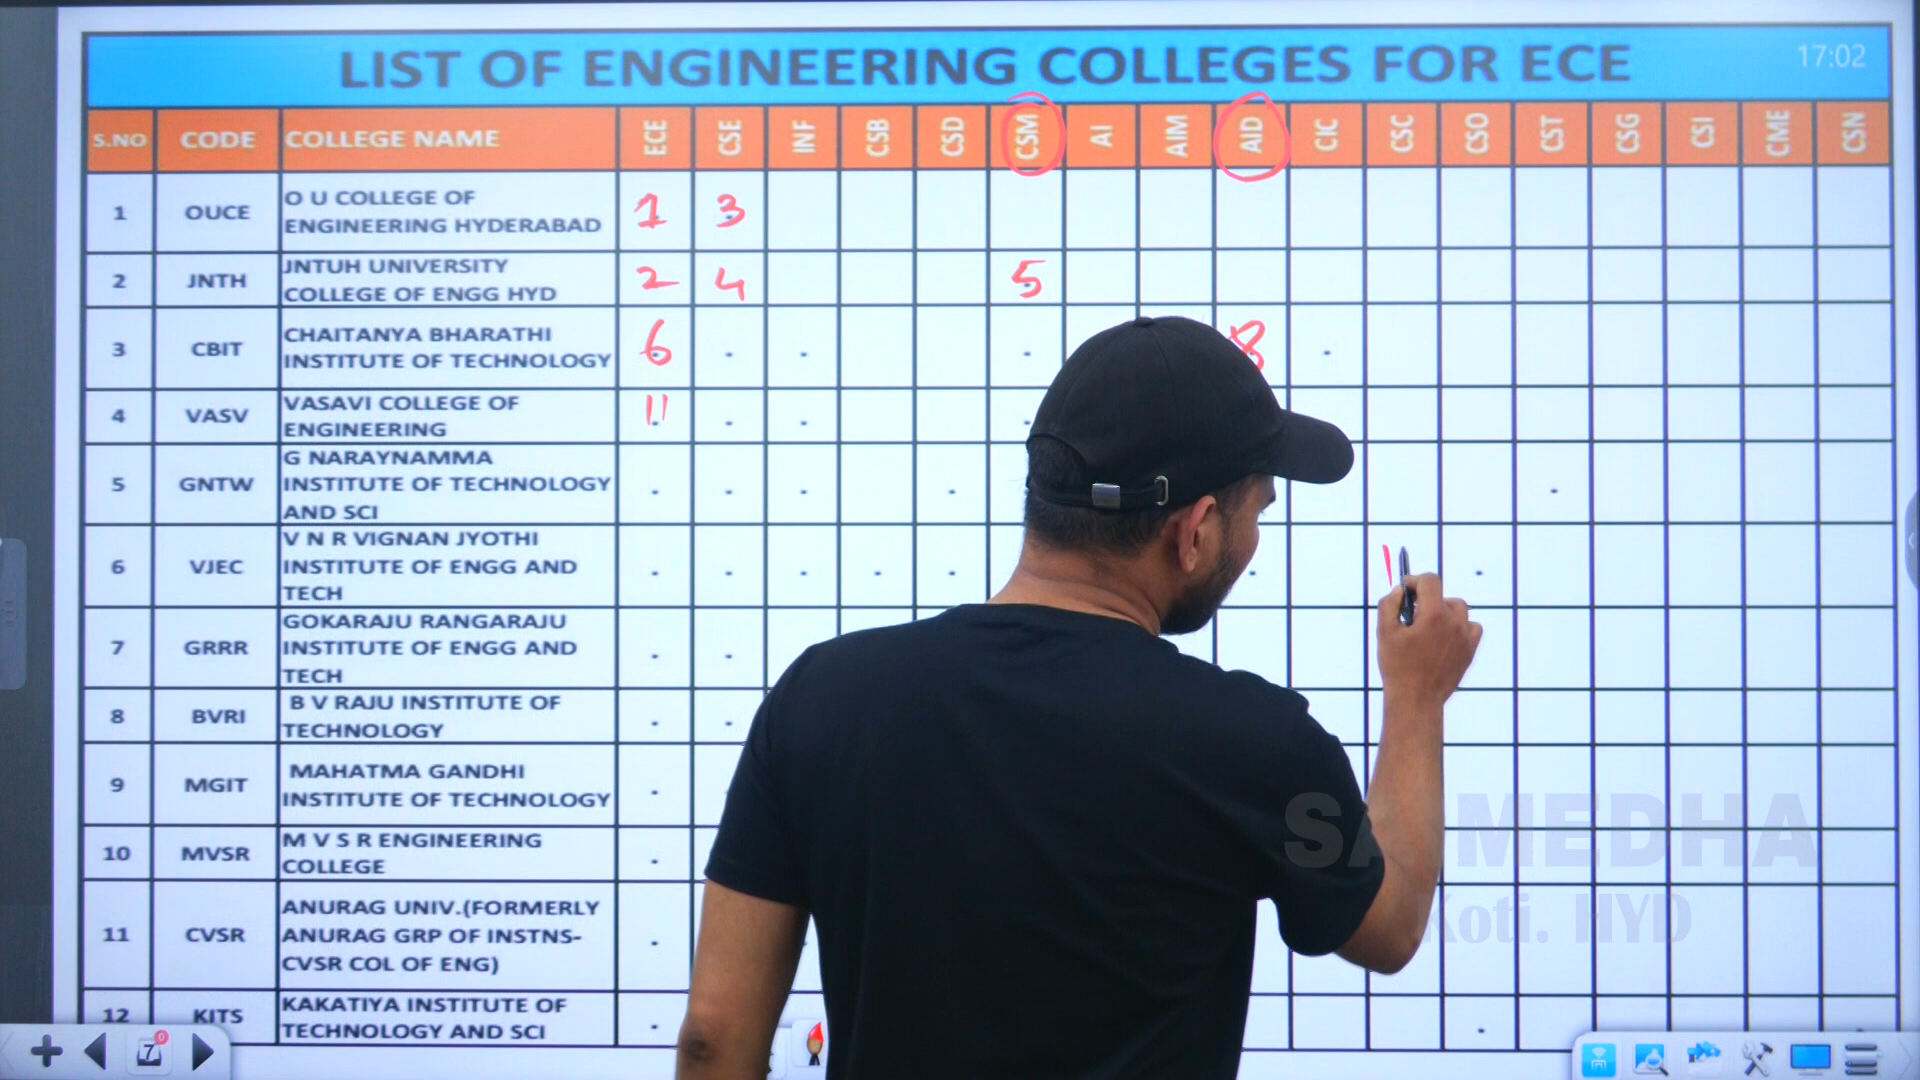 LIST OF ENGINEERING COLLEGES FOR ECE
17:02
S.NO CODE COLLEGE NAME ECE CSE INF CSB CSD CSM AI AIM AID CIC CSC CSO CST CSG CSI CME CSN
1 OUCE O U COLLEGE OF
ENGINEERING HYDERABAD
1 3
2 JNTH JNTUH UNIVERSITY
COLLEGE OF ENGG HYD
2 4 5
3 CBIT CHAITANYA BHARATHI
INSTITUTE OF TECHNOLOGY
6 8
4 VASV VASAVI COLLEGE OF
ENGINEERING
11
5 GNTW G NARAYNAMMA
INSTITUTE OF TECHNOLOGY
AND SCI
6 VJEC V N R VIGNAN JYOTHI
INSTITUTE OF ENGG AND
TECH
7 GRRR GOKARAJU RANGARAJU
INSTITUTE OF ENGG AND
TECH
8 BVRI B V RAJU INSTITUTE OF
TECHNOLOGY
9 MGIT MAHATMA GANDHI
INSTITUTE OF TECHNOLOGY
10 MVSR M V S R ENGINEERING
COLLEGE
11 CVSR ANURAG UNIV.(FORMERLY
ANURAG GRP OF INSTNS-
CVSR COL OF ENG)
12 KITS KAKATIYA INSTITUTE OF
TECHNOLOGY AND SCI
Koti. HYD
7 0